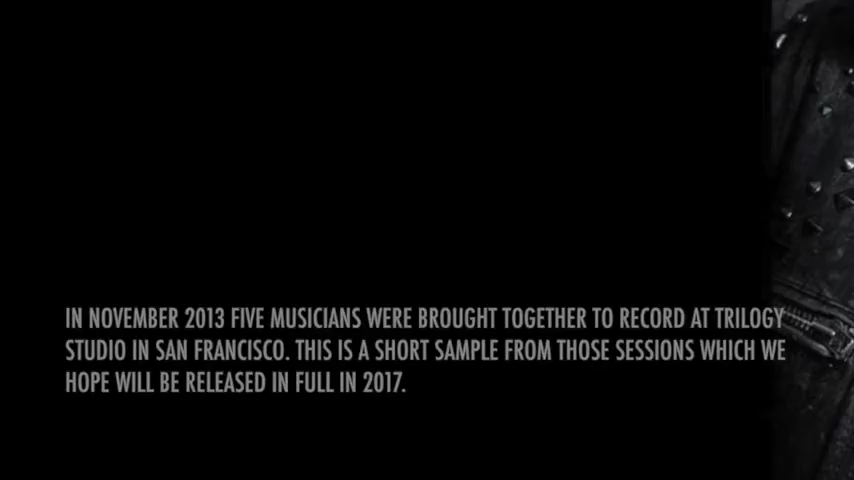 IN NOVEMBER 2013 FIVE MUSICIANS WERE BROUGHT TOGETHER TO RECORD AT TRILOGY
STUDIO IN SAN FRANCISCO. THIS IS A SHORT SAMPLE FROM THOSE SESSIONS WHICH WE
HOPE WILL BE RELEASED IN FULL IN 2017.